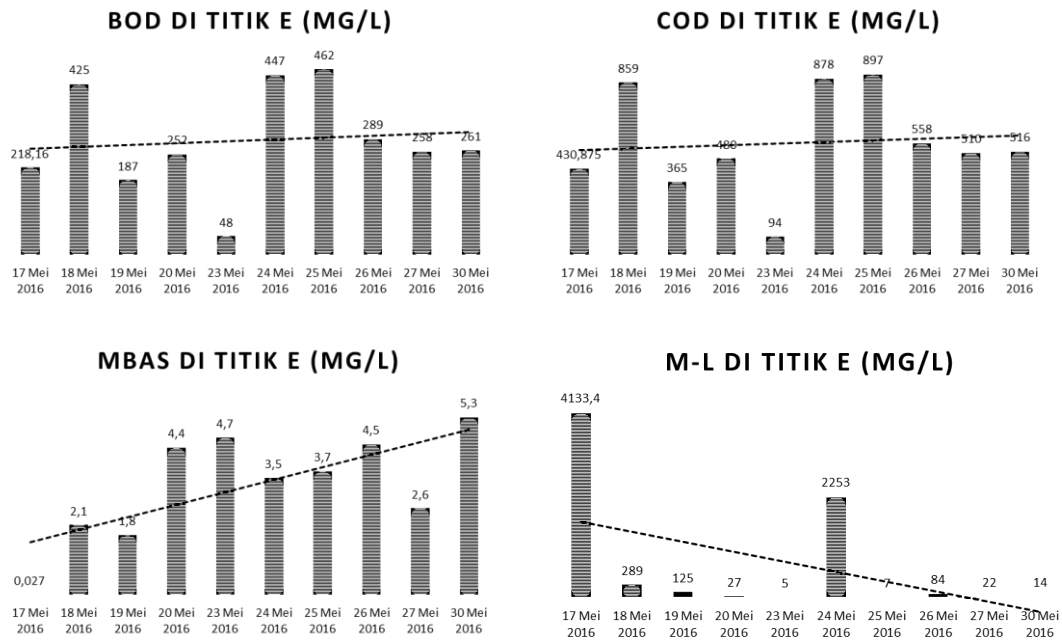 BOD DI TITIK E (MG/L)
218,16 425 187 252 48 447 462 289 258 261
17 Mei 2016 18 Mei 2016 19 Mei 2016 20 Mei 2016 23 Mei 2016 24 Mei 2016 25 Mei 2016 26 Mei 2016 27 Mei 2016 30 Mei 2016
COD DI TITIK E (MG/L)
430,875 859 365 480 94 878 897 558 510 516
17 Mei 2016 18 Mei 2016 19 Mei 2016 20 Mei 2016 23 Mei 2016 24 Mei 2016 25 Mei 2016 26 Mei 2016 27 Mei 2016 30 Mei 2016
MBAS DI TITIK E (MG/L)
0,027 2,1 1,8 4,4 4,7 3,5 3,7 4,5 2,6 5,3
17 Mei 2016 18 Mei 2016 19 Mei 2016 20 Mei 2016 23 Mei 2016 24 Mei 2016 25 Mei 2016 26 Mei 2016 27 Mei 2016 30 Mei 2016
M-L DI TITIK E (MG/L)
4133,4 289 125 27 5 2253 7 84 22 14
17 Mei 2016 18 Mei 2016 19 Mei 2016 20 Mei 2016 23 Mei 2016 24 Mei 2016 25 Mei 2016 26 Mei 2016 27 Mei 2016 30 Mei 2016